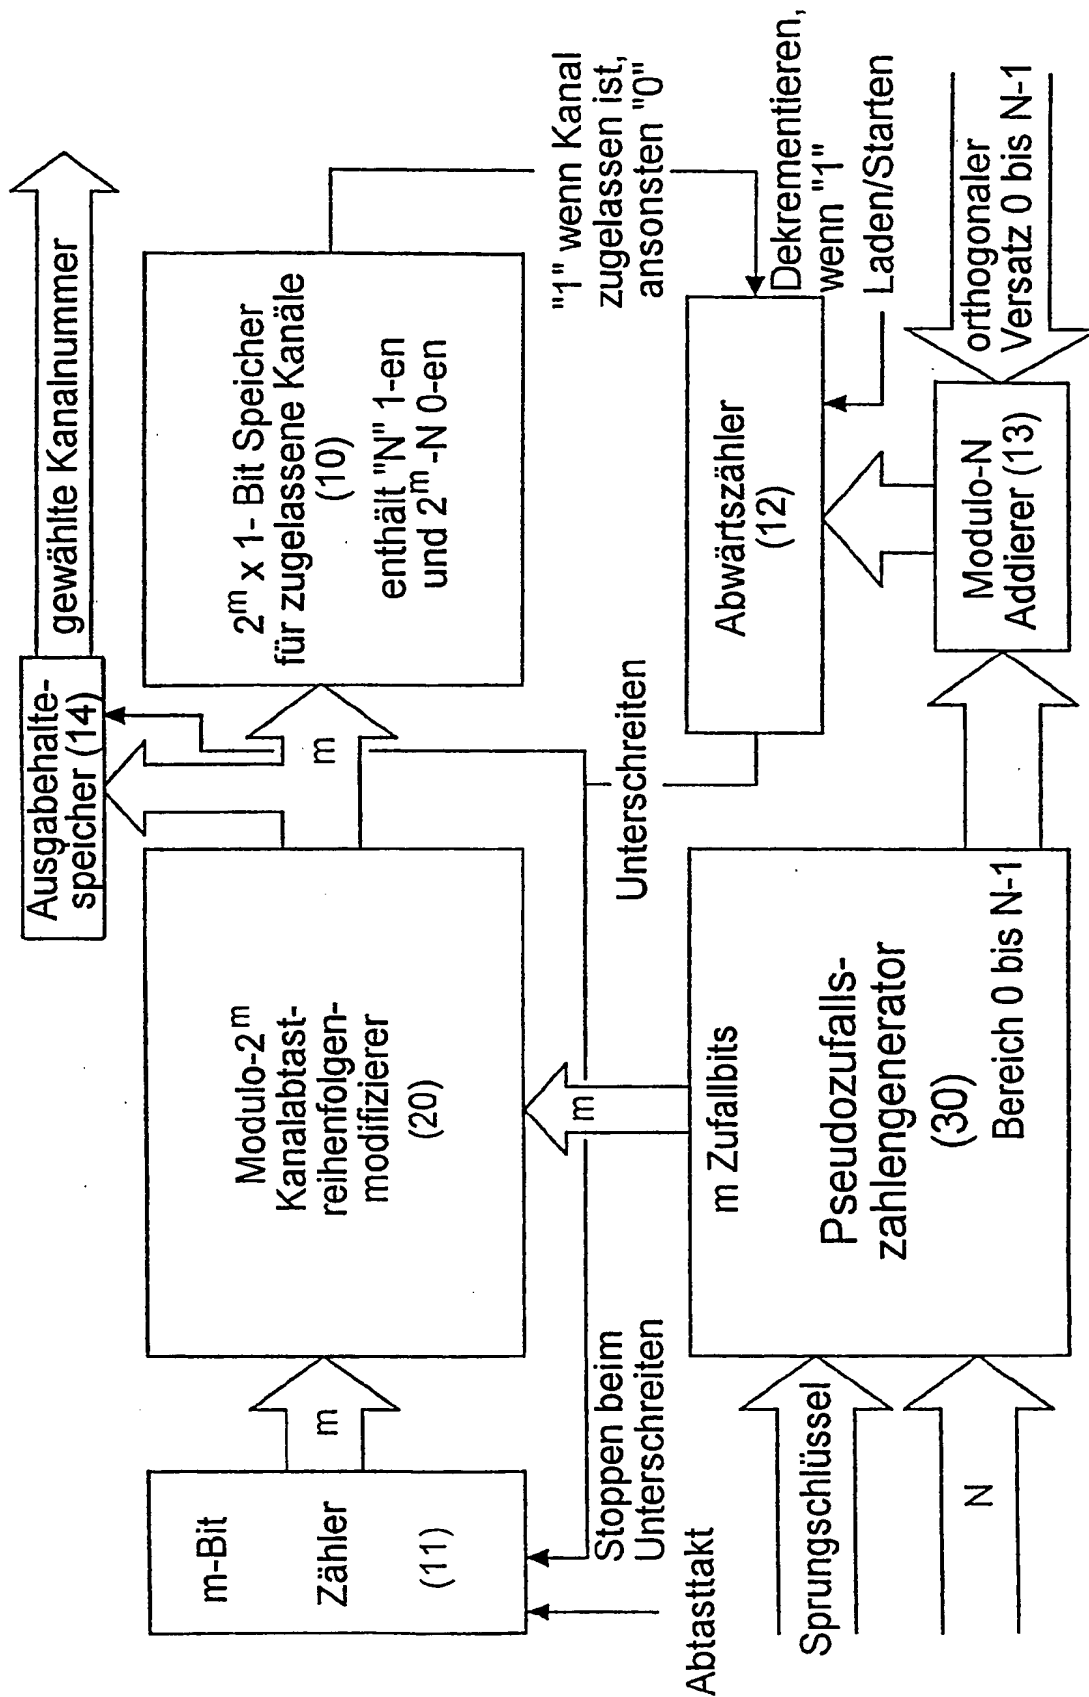 Ausgabehalte-
speicher (14)
gewählte Kanalnummer
m-Bit
Zähler
(11)
m
Modulo-2^m
Kanalabtast-
reihenfolgen-
modifizierer
(20)
m
2^m x 1- Bit Speicher
für zugelassene Kanäle
(10)
enthält "N" 1-en
und 2^m -N 0-en
"1" wenn Kanal
zugelassen ist,
ansonsten "0"
Stoppen beim
Unterschreiten
Abtasttakt
m
Unterschreiten
Abwärtszähler
(12)
Dekrementieren,
wenn "1"
Laden/Starten
Sprungschlüssel
N
m Zufallbits
Pseudozufalls-
zahlengenerator
(30)
Bereich 0 bis N-1
Modulo-N
Addierer (13)
orthogonaler
Versatz 0 bis N-1